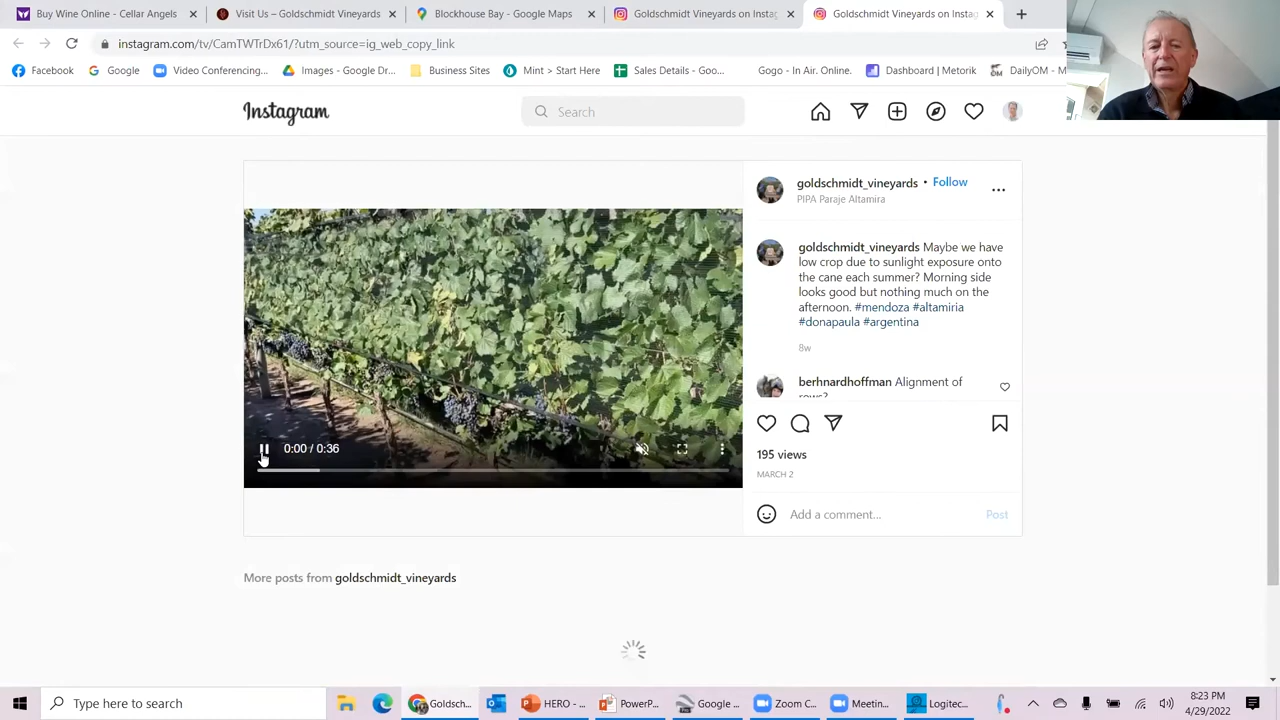 Buy Wine Online - Cellar Angels
Visit Us – Goldschmidt Vineyards
Blockhouse Bay - Google Maps
Goldschmidt Vineyards on Instag
Goldschmidt Vineyards on Instag
instagram.com/tv/CamTWTrDx61/?utm_source=ig_web_copy_link
Facebook
Google
Video Conferencing...
Images - Google Dr...
Business Sites
Mint > Start Here
Sales Details - Goo...
Gogo - In Air. Online.
Dashboard | Metorik
DailyOM - M
Instagram
Search
goldschmidt_vineyards • Follow
PIPA Paraje Altamira
goldschmidt_vineyards Maybe we have
low crop due to sunlight exposure onto
the cane each summer? Morning side
looks good but nothing much on the
afternoon. #mendoza #altamiria
#donapaula #argentina
8w
berhnardhoffman Alignment of
rows?
0:00 / 0:36
195 views
MARCH 2
Add a comment...
Post
More posts from goldschmidt_vineyards
Type here to search
Goldsch...
HERO - ...
PowerP...
Google ...
Zoom C...
Meetin...
Logitec...
8:23 PM
4/29/2022